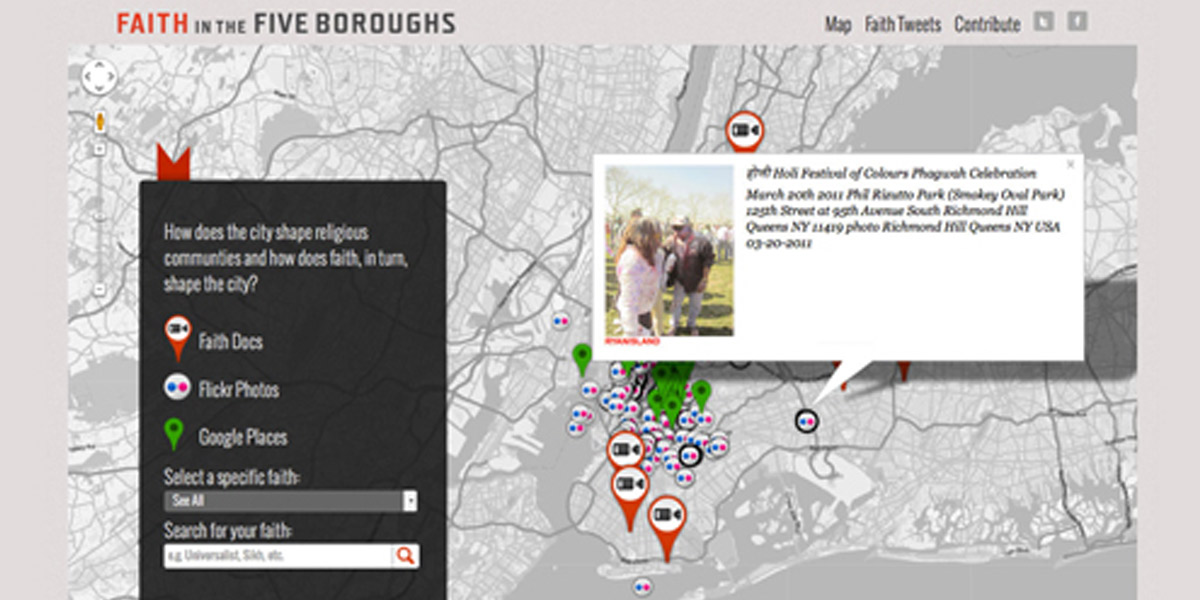 FAITH IN THE FIVE BOROUGHS
Map Faith Tweets Contribute
How does the city shape religious
communties and how does faith, in turn,
shape the city?
Faith Docs
Flickr Photos
Google Places
Select a specific faith:
See All
Search for your faith:
e.g. Universalist, Sikh, etc.
होली Holi Festival of Colours Phagwah Celebration
March 20th 2011 Phil Rizutto Park (Smokey Oval Park)
125th Street at 95th Avenue South Richmond Hill
Queens NY 11419 photo Richmond Hill Queens NY USA
03-20-2011
RYANISLAND